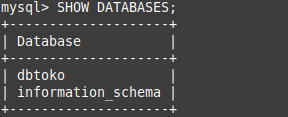 mysql> SHOW DATABASES;
+--------------------+
| Database           |
+--------------------+
| dbtoko             |
| information_schema |
+--------------------+